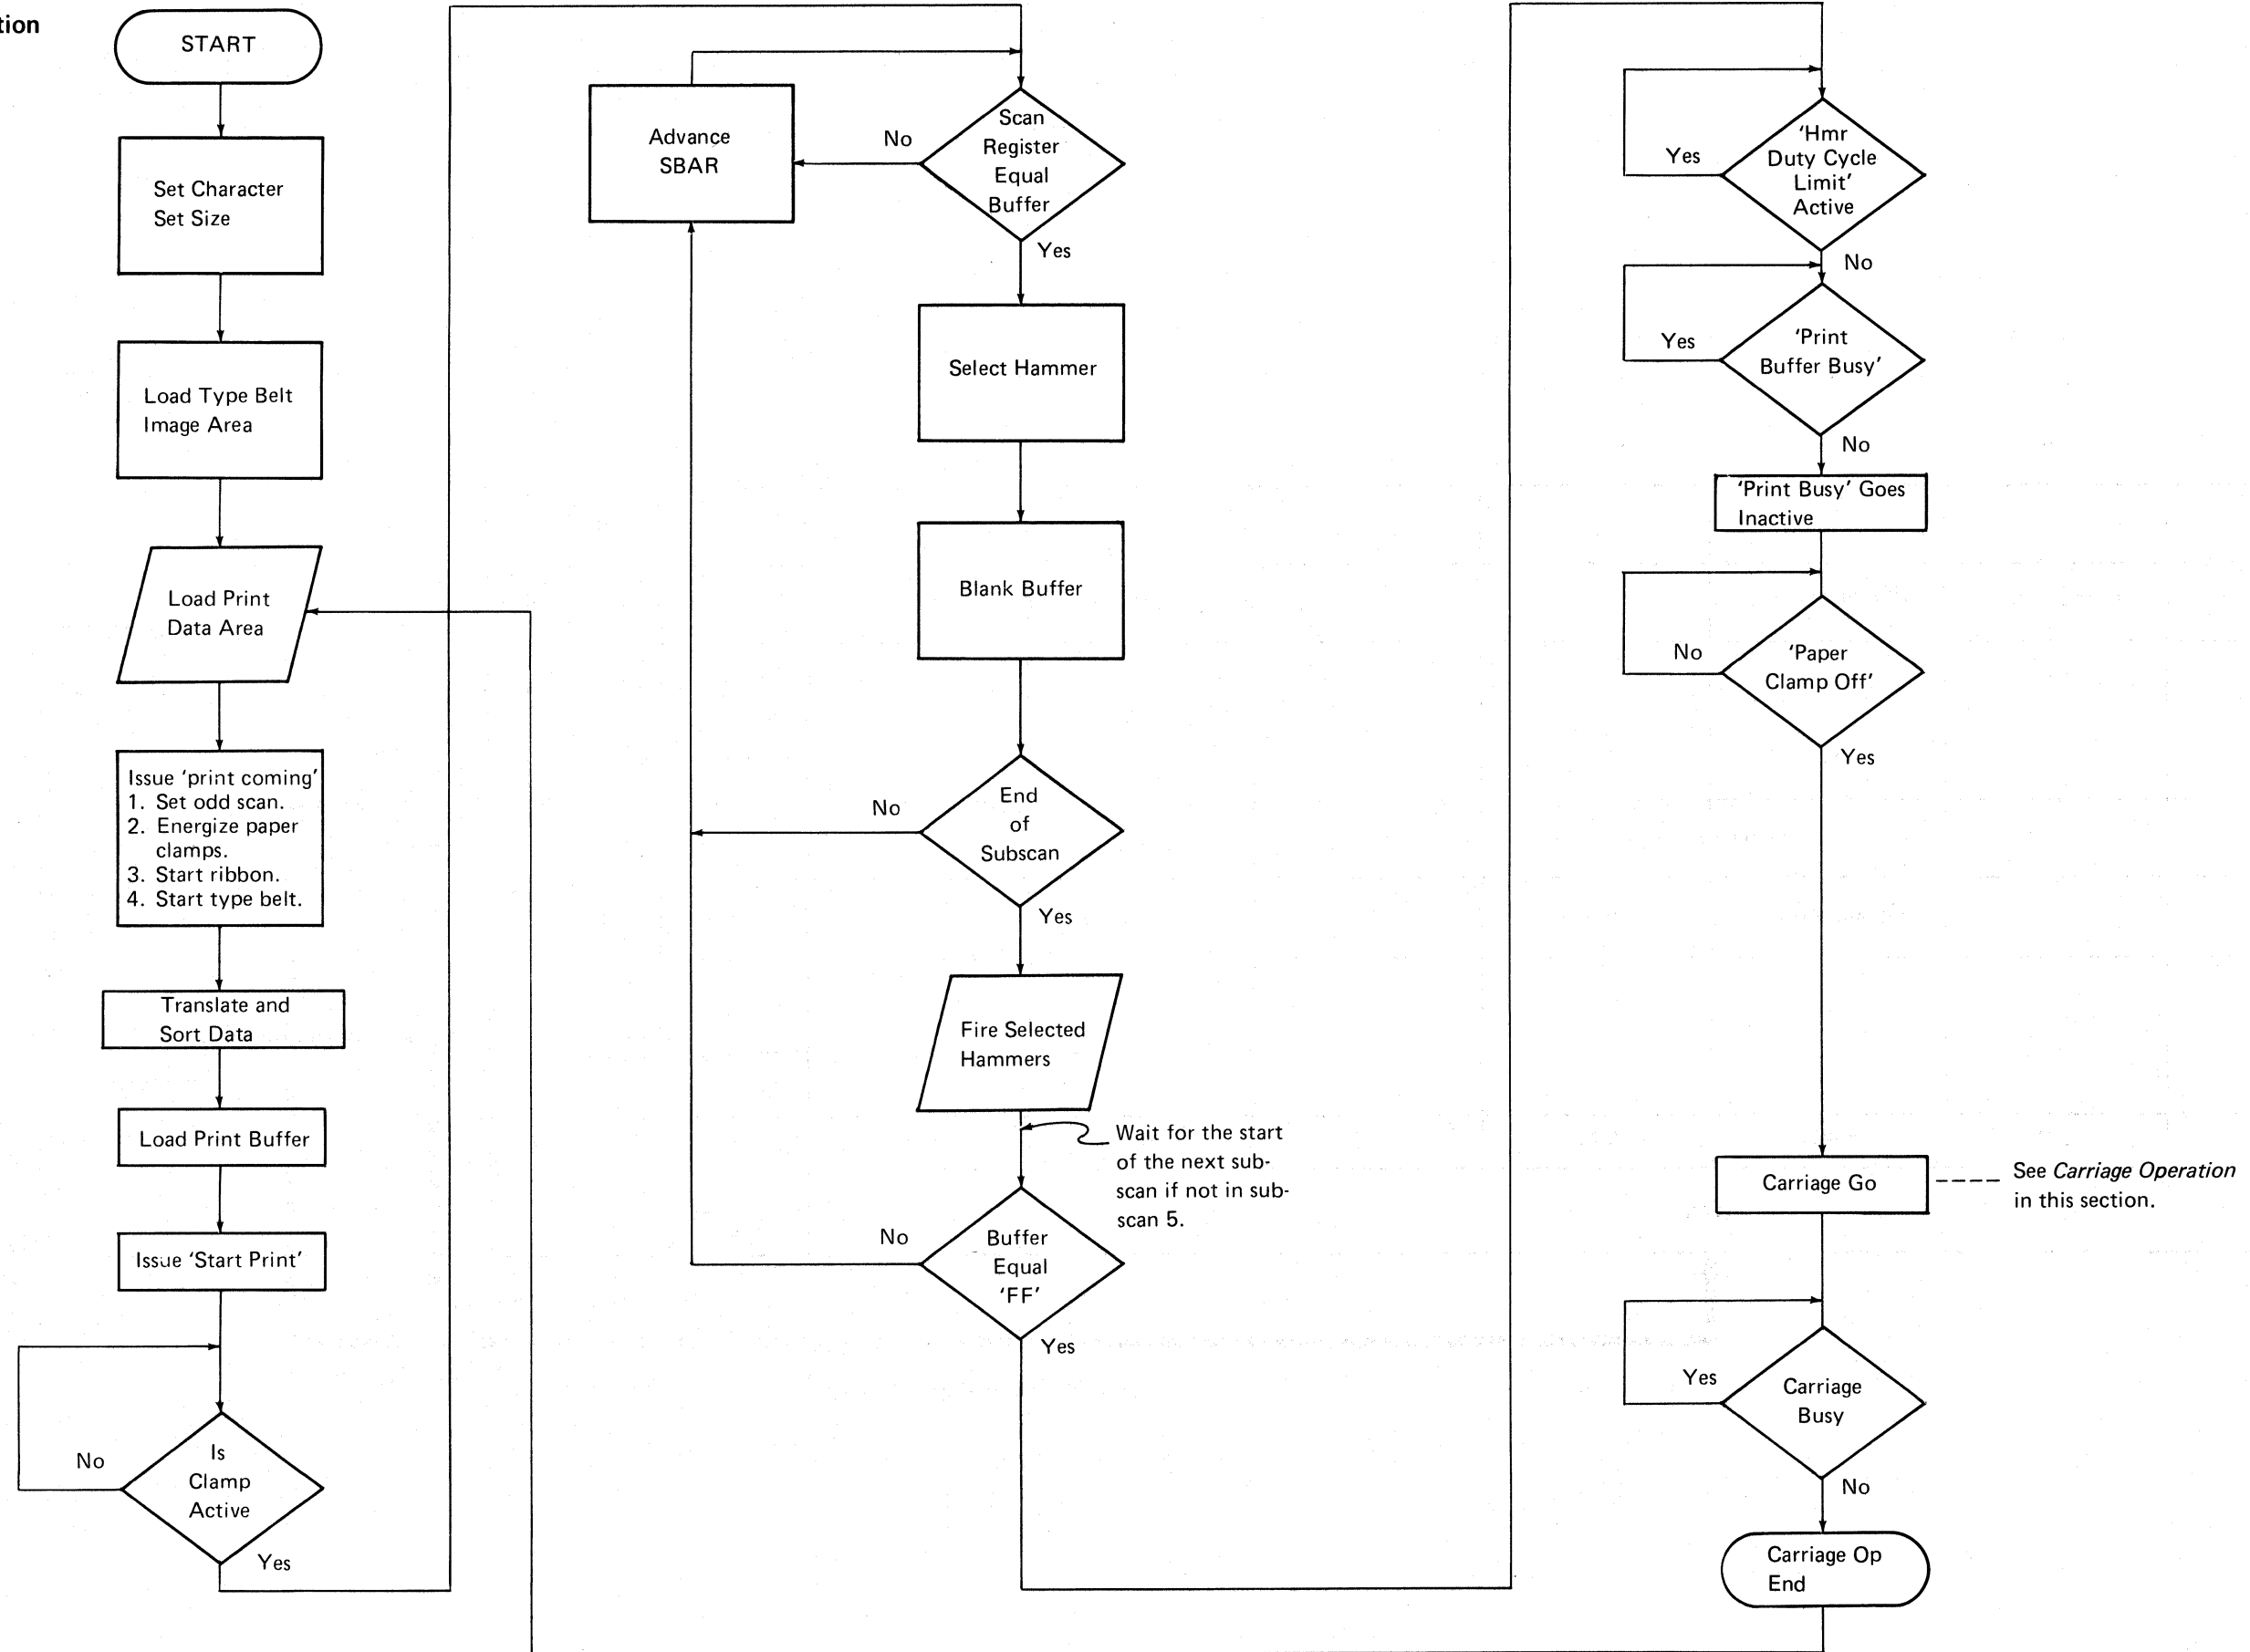 tion
START
Set Character
Set Size
Load Type Belt
Image Area
Load Print
Data Area
Issue ‘print coming’
1. Set odd scan.
2. Energize paper
clamps.
3. Start ribbon.
4. Start type belt.
Translate and
Sort Data
Load Print Buffer
Issue ‘Start Print’
No
Is
Clamp
Active
Yes
Advance
SBAR
No
Scan
Register
Equal
Buffer
Yes
Select Hammer
Blank Buffer
No
End
of
Subscan
Yes
Fire Selected
Hammers
Wait for the start
of the next sub-
scan if not in sub-
scan 5.
No
Buffer
Equal
‘FF’
Yes
‘Hmr
Duty Cycle
Limit’
Active
Yes
No
‘Print
Buffer Busy’
Yes
No
‘Print Busy’ Goes
Inactive
No
‘Paper
Clamp Off’
Yes
Carriage Go
See Carriage Operation
in this section.
Yes
Carriage
Busy
No
Carriage Op
End